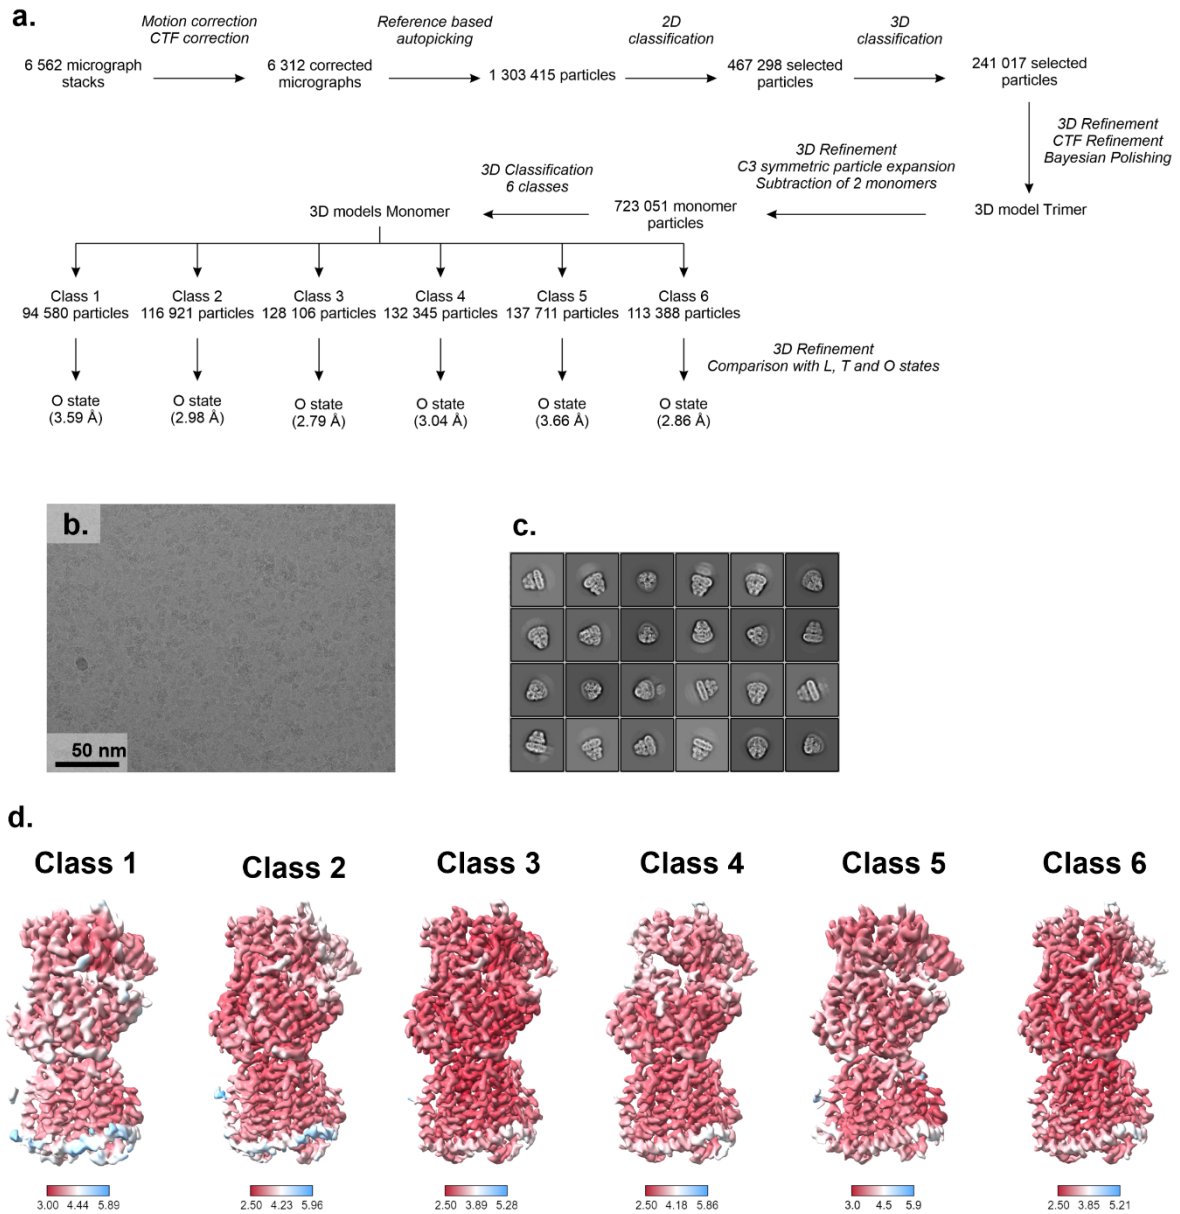 a.
Motion correction
CTF correction
Reference based
autopicking
2D
classification
3D
classification
6 562 micrograph
stacks
6 312 corrected
micrographs
1 303 415 particles
467 298 selected
particles
241 017 selected
particles
3D Refinement
CTF Refinement
Bayesian Polishing
3D Refinement
C3 symmetric particle expansion
Subtraction of 2 monomers
3D Classification
6 classes
3D models Monomer
723 051 monomer
particles
3D model Trimer
Class 1
94 580 particles
Class 2
116 921 particles
Class 3
128 106 particles
Class 4
132 345 particles
Class 5
137 711 particles
Class 6
113 388 particles
3D Refinement
Comparison with L, T and O states
O state
(3.59 Å)
O state
(2.98 Å)
O state
(2.79 Å)
O state
(3.04 Å)
O state
(3.66 Å)
O state
(2.86 Å)
b.
50 nm
c.
d.
Class 1
Class 2
Class 3
Class 4
Class 5
Class 6
3.00 4.44 5.89
2.50 4.23 5.96
2.50 3.89 5.28
2.50 4.18 5.86
3.0 4.5 5.9
2.50 3.85 5.21